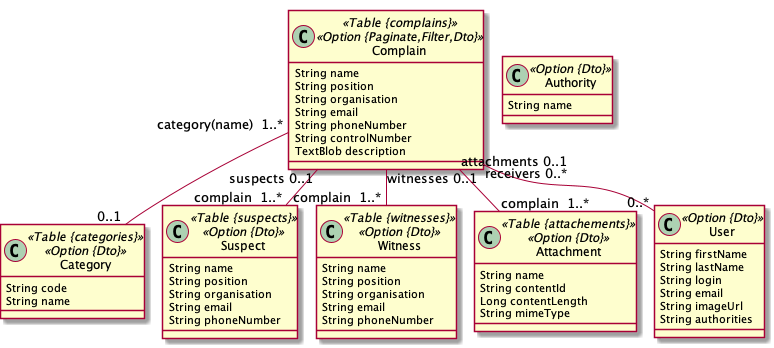 «Table {complains}»
«Option {Paginate,Filter,Dto}»
C Complain
String name
String position
String organisation
String email
String phoneNumber
String controlNumber
TextBlob description
«Option {Dto}»
C Authority
String name
category(name) 1..*
0..1
suspects 0..1
complain 1..*
witnesses 0..1
complain 1..*
attachments 0..1
complain 1..*
receivers 0..*
0..*
«Table {categories}»
«Option {Dto}»
C Category
String code
String name
«Table {suspects}»
«Option {Dto}»
C Suspect
String name
String position
String organisation
String email
String phoneNumber
«Table {witnesses}»
«Option {Dto}»
C Witness
String name
String position
String organisation
String email
String phoneNumber
«Table {attachements}»
«Option {Dto}»
C Attachment
String name
String contentId
Long contentLength
String mimeType
«Option {Dto}»
C User
String firstName
String lastName
String login
String email
String imageUrl
String authorities